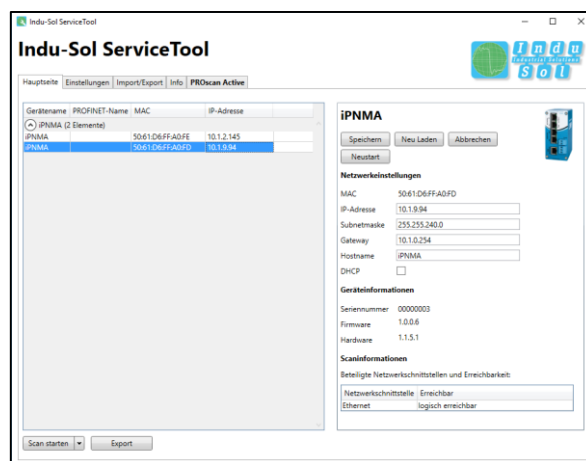 Indu-Sol ServiceTool
Indu-Sol ServiceTool
Indu
Industrial Solutions
Sol
Hauptseite Einstellungen Import/Export Info PROscan Active
Gerätename PROFINET-Name MAC IP-Adresse
iPNMA (2 Elemente)
iPNMA 50:61:D6:FF:A0:FE 10.1.2.145
iPNMA 50:61:D6:FF:A0:FD 10.1.9.94
iPNMA
Speichern Neu Laden Abbrechen
Neustart
Netzwerkeinstellungen
MAC 50:61:D6:FF:A0:FD
IP-Adresse 10.1.9.94
Subnetmaske 255.255.240.0
Gateway 10.1.0.254
Hostname iPNMA
DHCP
Geräteinformationen
Seriennummer 00000003
Firmware 1.0.0.6
Hardware 1.1.5.1
Scaninformationen
Beteiligte Netzwerkschnittstellen und Erreichbarkeit:
Netzwerkschnittstelle Erreichbar
Ethernet logisch erreichbar
Scan starten Export